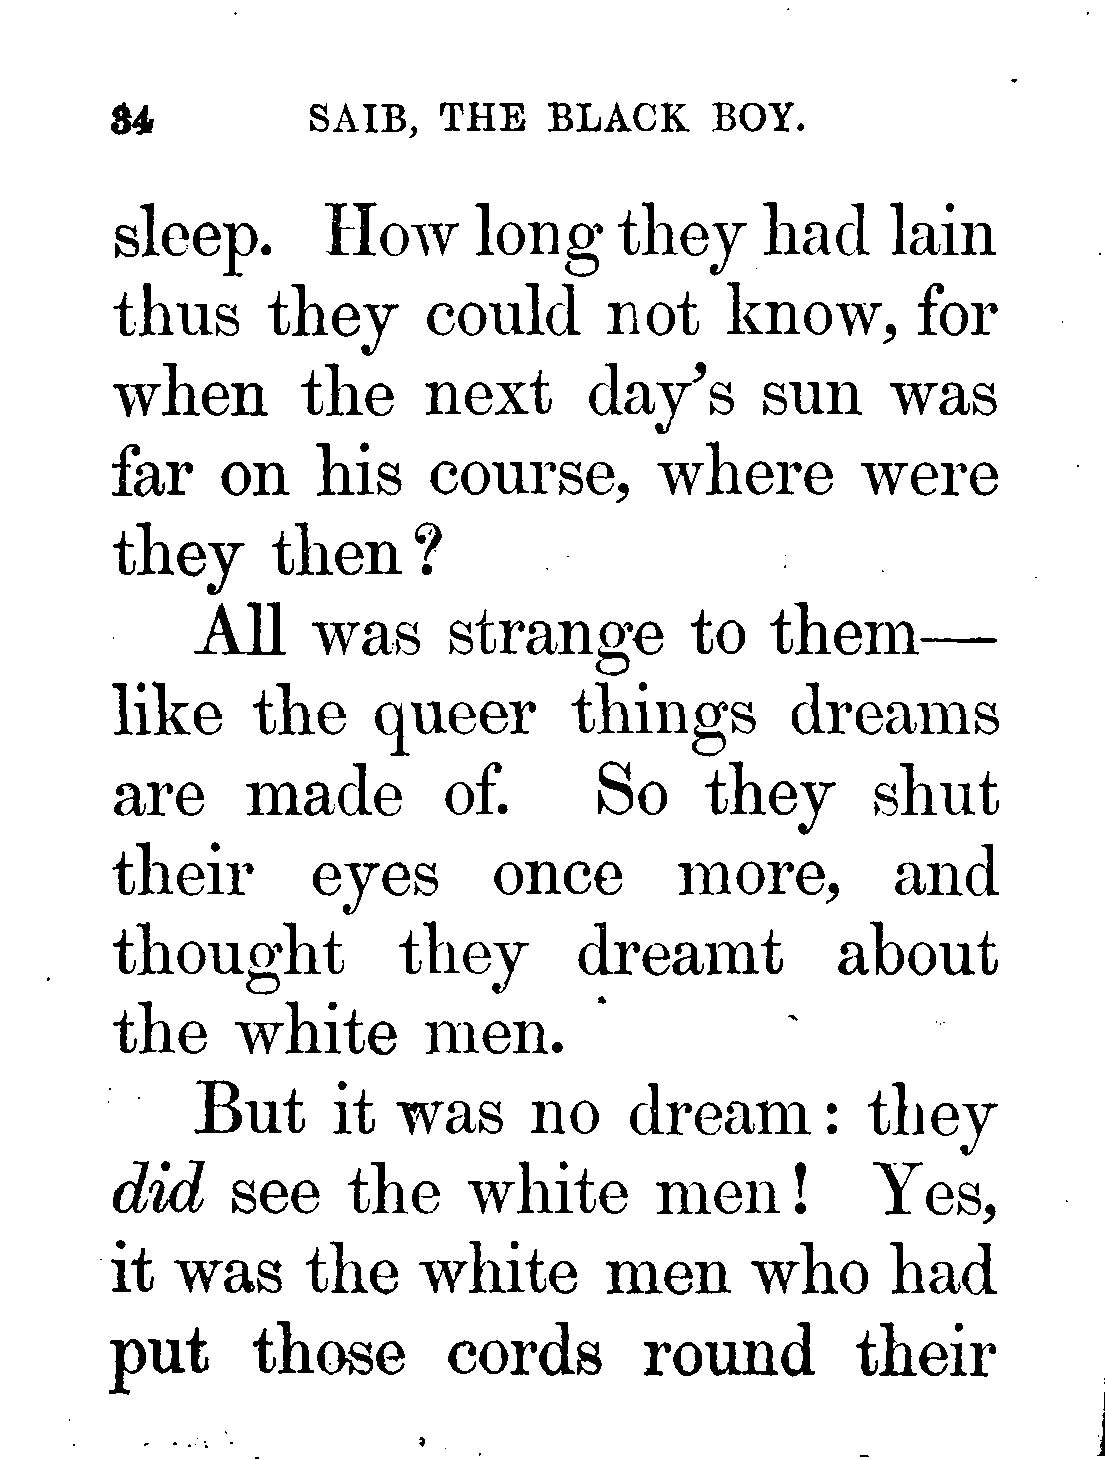 34 SAIB, THE BLACK BOY.
sleep. How long they had lain
thus they could not know, for
when the next day's sun was
far on his course, where were
they then?
All was strange to them—
like the queer things dreams
are made of. So they shut
their eyes once more, and
thought they dreamt about
the white men.
But it was no dream: they
did see the white men! Yes,
it was the white men who had
put those cords round their